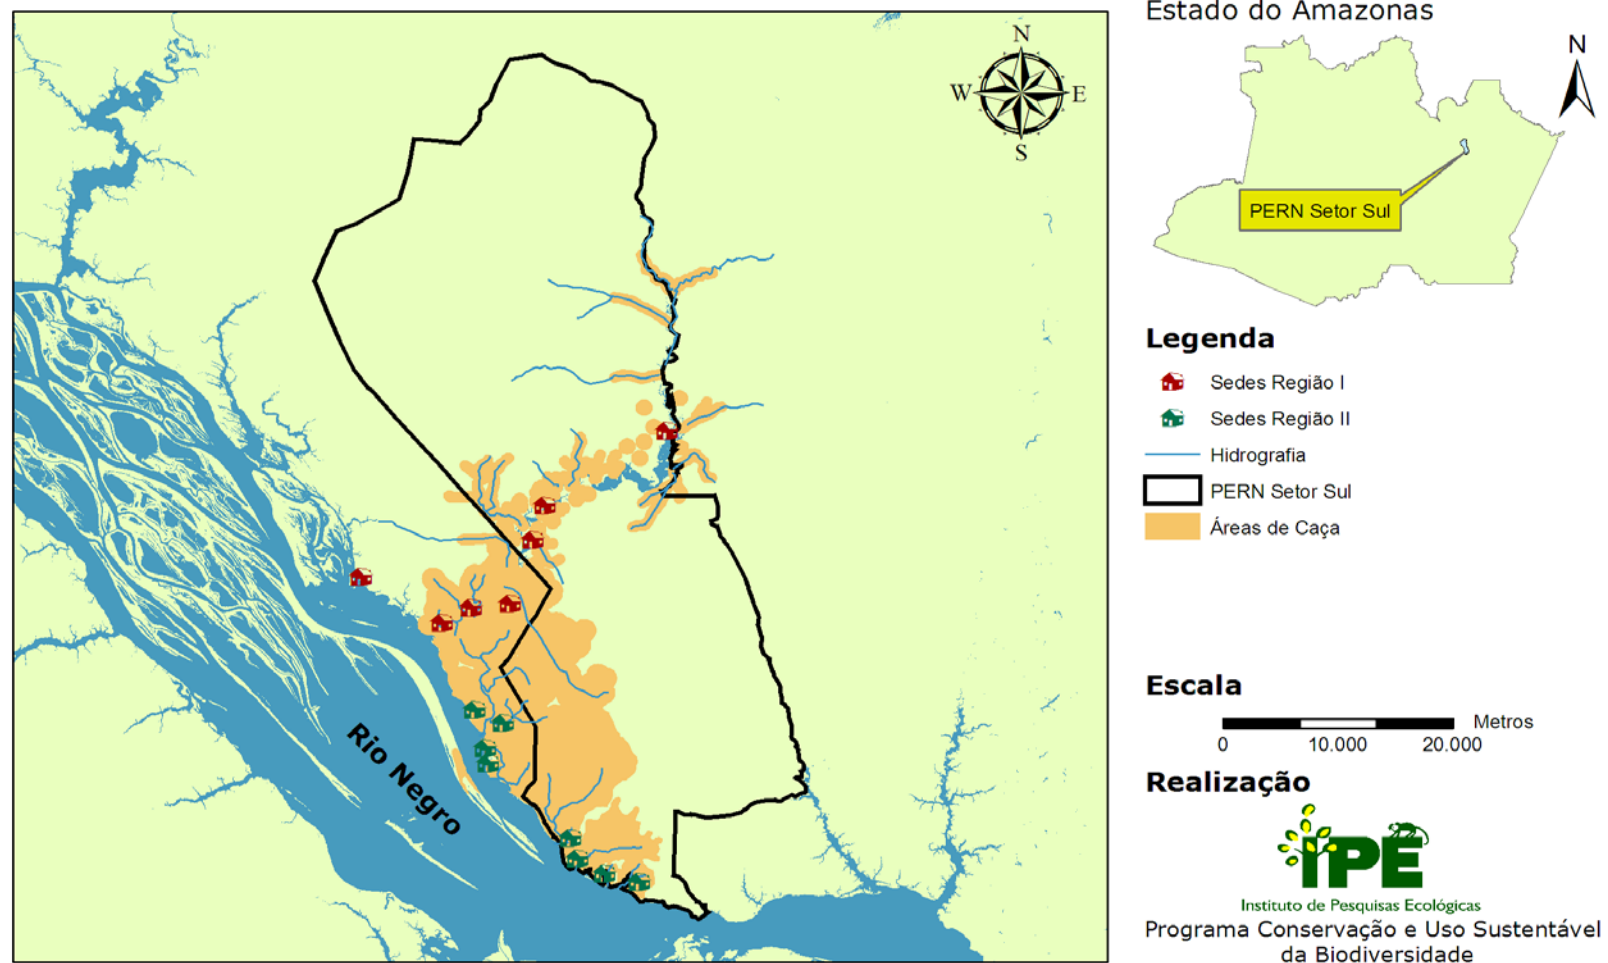 N
W
E
S
Rio Negro
Estado do Amazonas
N
PERN Setor Sul
Legenda
Sedes Região I
Sedes Região II
Hidrografia
PERN Setor Sul
Áreas de Caça
Escala
Metros
0 10.000 20.000
Realização
IPÊ
Instituto de Pesquisas Ecológicas
Programa Conservação e Uso Sustentável
da Biodiversidade